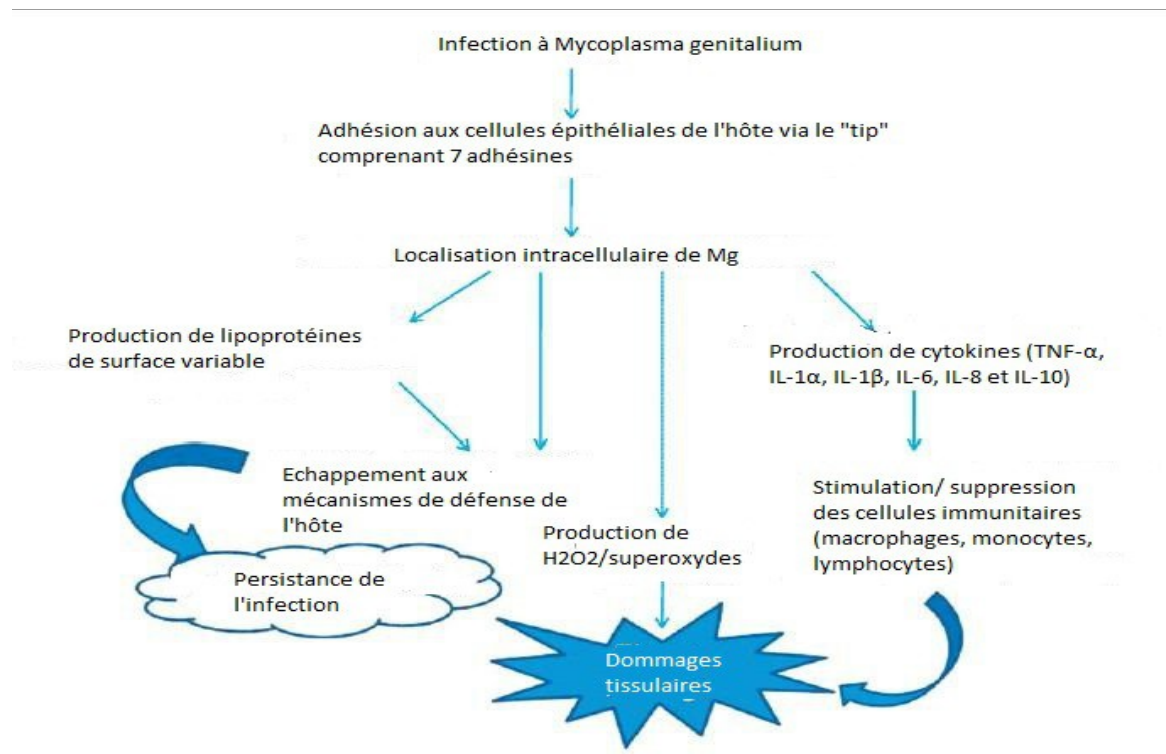 Infection à Mycoplasma genitalium
Adhésion aux cellules épithéliales de l'hôte via le "tip"
comprenant 7 adhésines
Localisation intracellulaire de Mg
Production de lipoprotéines
de surface variable
Production de cytokines (TNF-α,
IL-1α, IL-1β, IL-6, IL-8 et IL-10)
Echappement aux
mécanismes de défense de
l'hôte
Stimulation/ suppression
des cellules immunitaires
(macrophages, monocytes,
lymphocytes)
Production de
H2O2/superoxydes
Persistance de
l'infection
Dommages
tissulaires